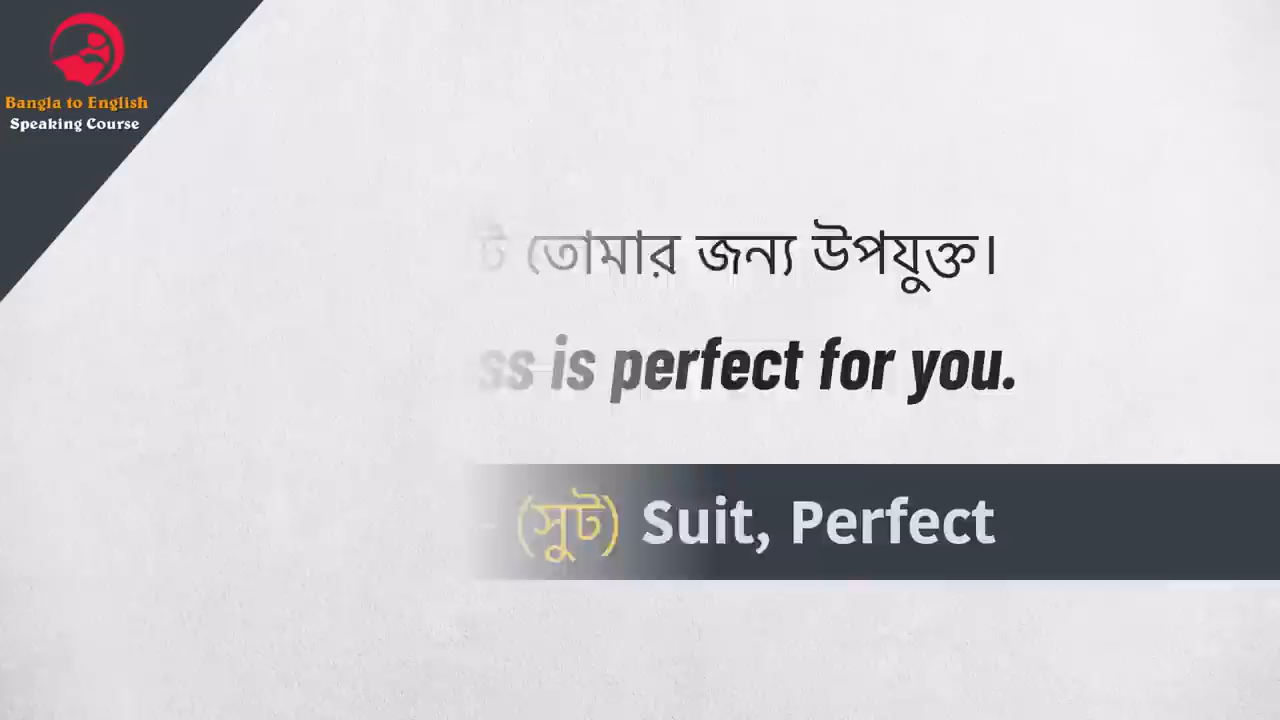 Bangla to English
Speaking Course
তোমার জন্য উপযুক্ত।
is perfect for you.
- (সুট) Suit, Perfect